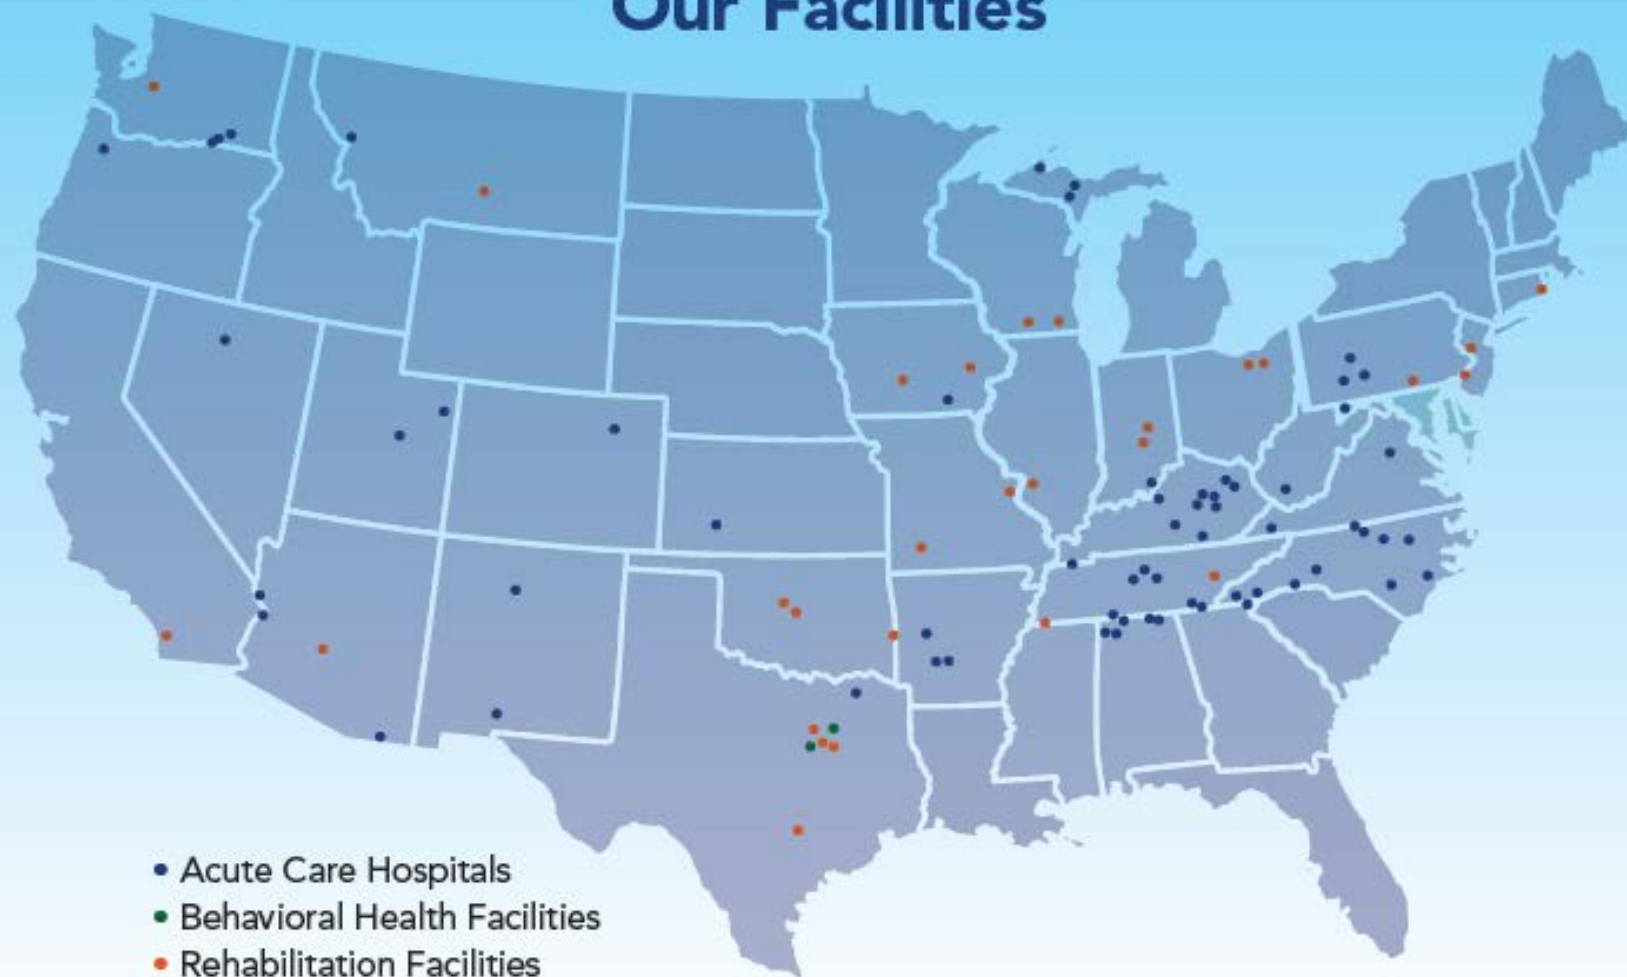 Our Facilities
• Acute Care Hospitals
• Behavioral Health Facilities
• Rehabilitation Facilities